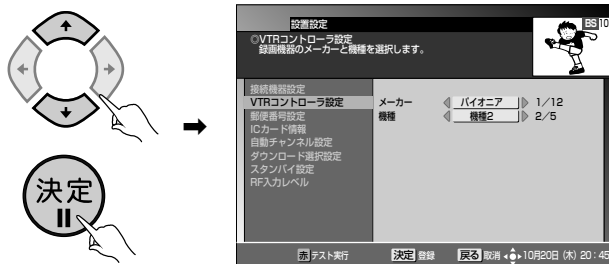 設置設定
BS 10
◎VTRコントローラ設定
録画機器のメーカーと機種を選択します。
接続機器設定
VTRコントローラ設定
郵便番号設定
ICカード情報
自動チャンネル設定
ダウンロード選択設定
スタンバイ設定
RF入力レベル
メーカー パイオニア 1/12
機種 機種2 2/5
決定
赤 テスト実行 決定 登録 戻る 取消 10月20日 (木) 20:45